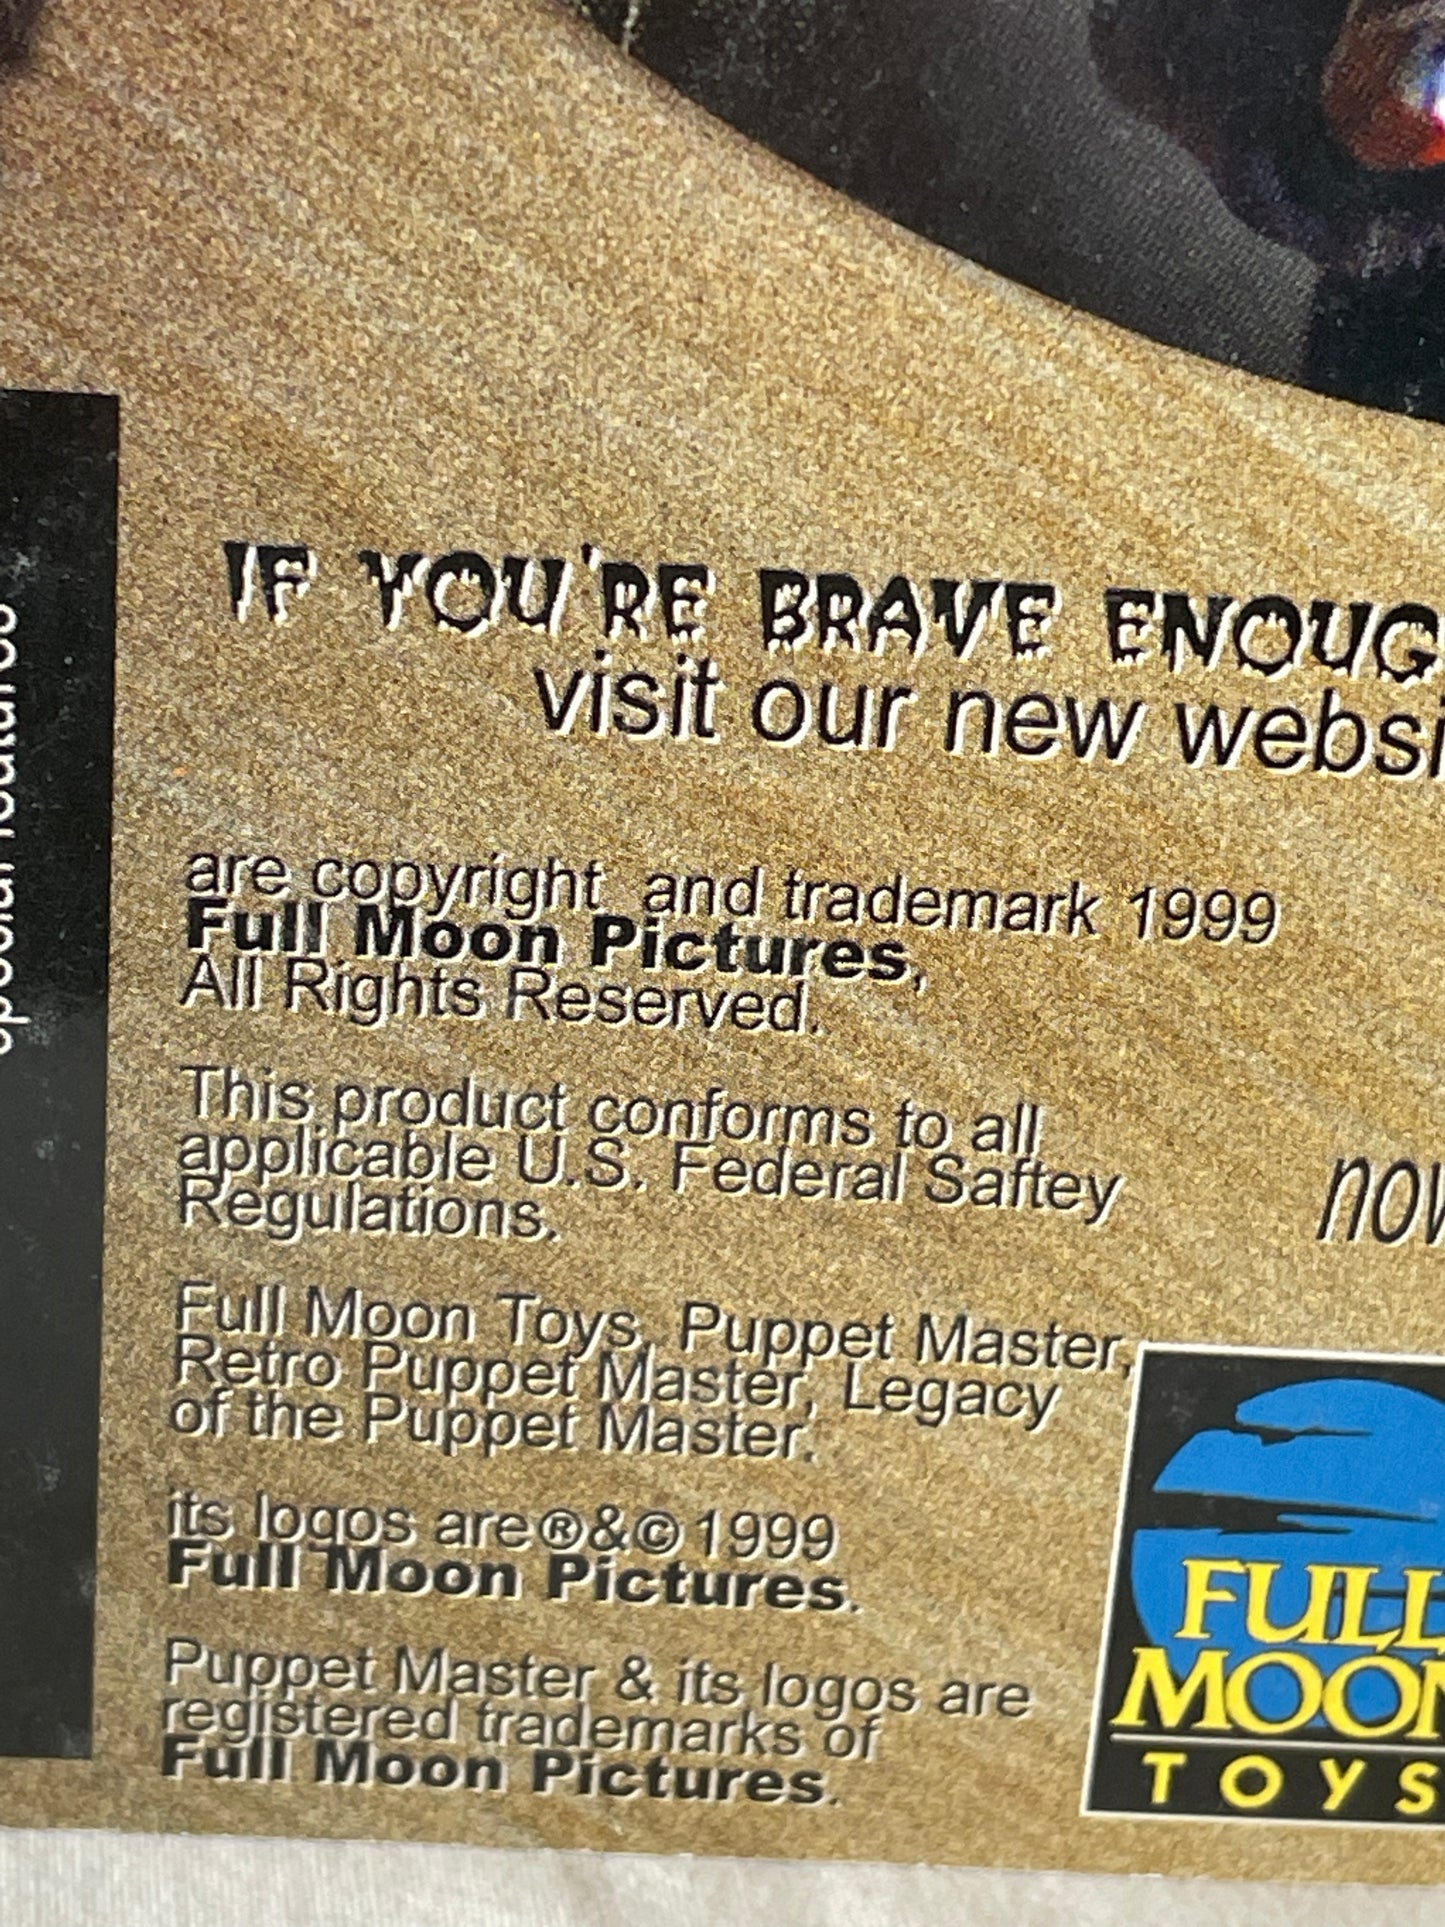 IF YOU'RE BRAVE ENOUG
visit our new websi
are copyright and trademark 1999
Full Moon Pictures,
All Rights Reserved.
This product conforms to all
applicable U.S. Federal Saftey
Regulations.
Full Moon Toys, Puppet Master,
Retro Puppet Master, Legacy
of the Puppet Master.
its logos are®&©1999
Full Moon Pictures.
Puppet Master & its logos are
registered trademarks of
Full Moon Pictures.
now
FULL
MOON
TOYS
special features